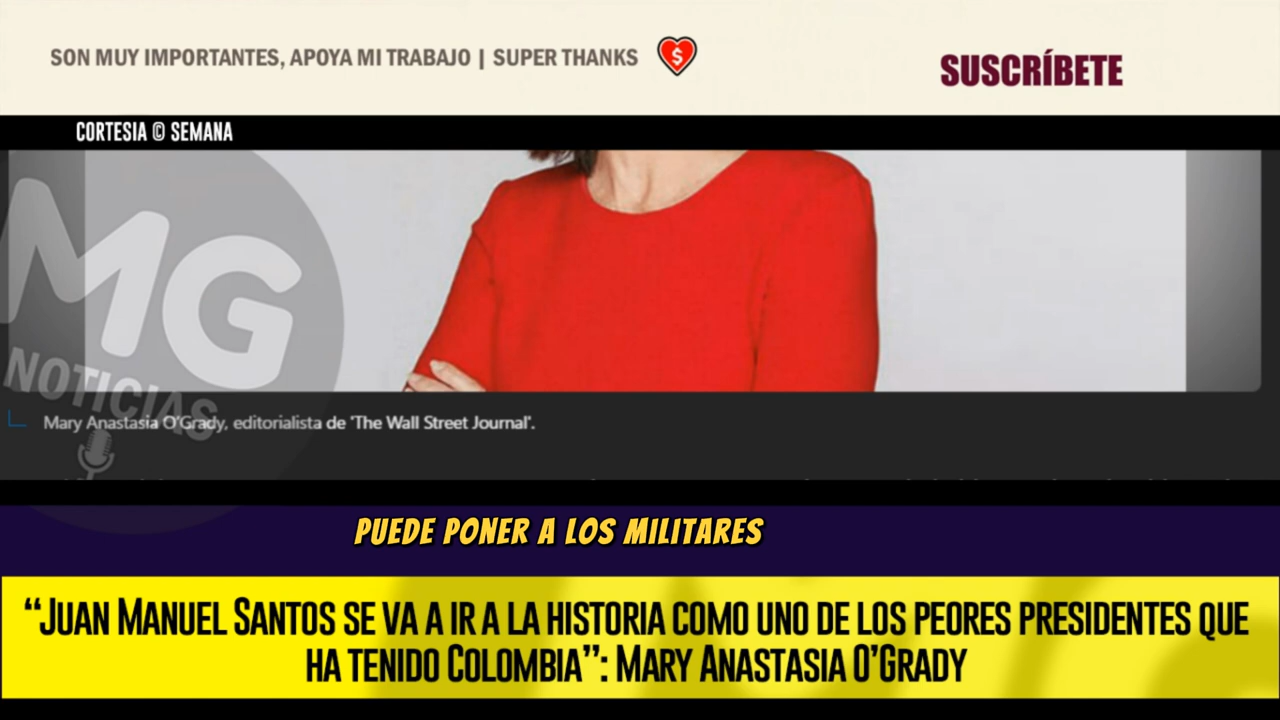 SON MUY IMPORTANTES, APOYA MI TRABAJO | SUPER THANKS
$
SUSCRÍBETE
CORTESIA © SEMANA
MG
NOTICIAS
Mary Anastasia O'Grady, editorialista de 'The Wall Street Journal'.
PUEDE PONER A LOS MILITARES
“JUAN MANUEL SANTOS SE VA A IR A LA HISTORIA COMO UNO DE LOS PEORES PRESIDENTES QUE
HA TENIDO COLOMBIA”: MARY ANASTASIA O’GRADY